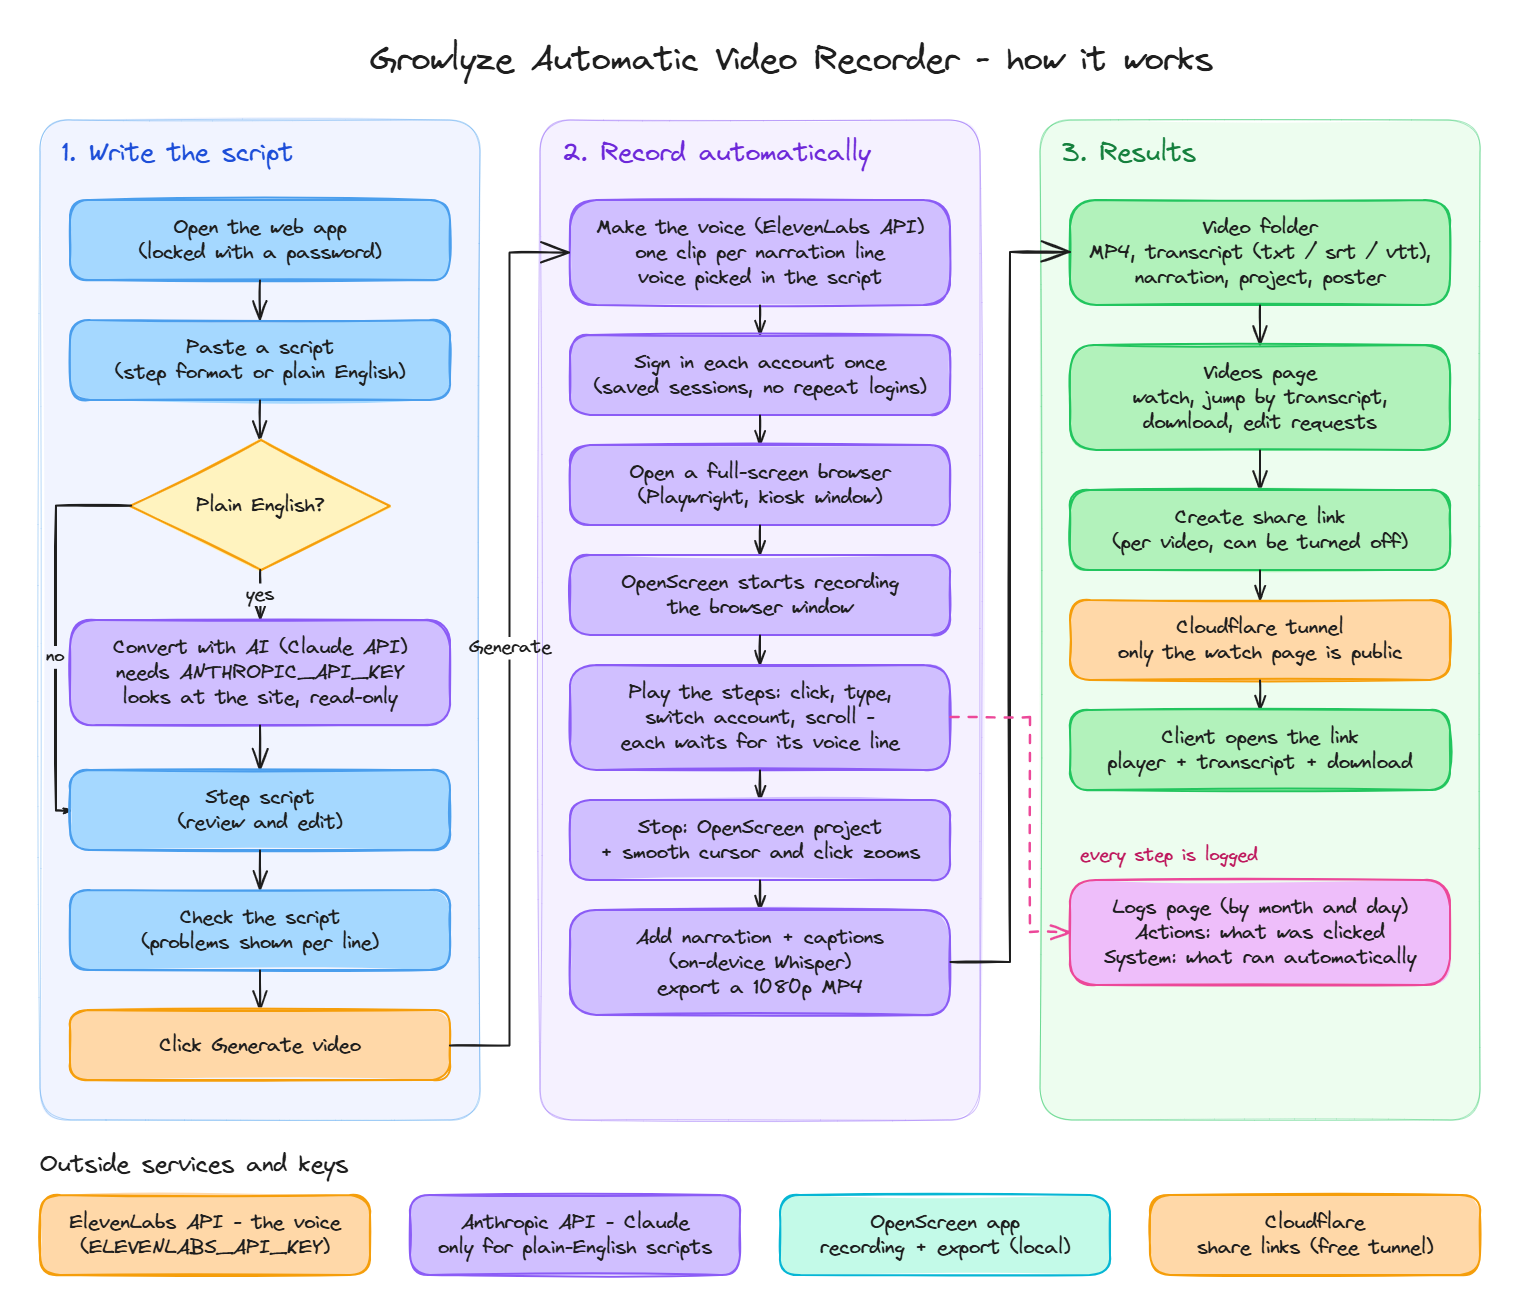 Growlyze Automatic Video Recorder - how it works
1. Write the script
Open the web app
(locked with a password)
Paste a script
(step format or plain English)
Plain English?
yes
no
Convert with AI (Claude API)
needs ANTHROPIC_API_KEY
looks at the site, read-only
Step script
(review and edit)
Check the script
(problems shown per line)
Click Generate video
Generate
2. Record automatically
Make the voice (ElevenLabs API)
one clip per narration line
voice picked in the script
Sign in each account once
(saved sessions, no repeat logins)
Open a full-screen browser
(Playwright, kiosk window)
OpenScreen starts recording
the browser window
Play the steps: click, type,
switch account, scroll -
each waits for its voice line
Stop: OpenScreen project
+ smooth cursor and click zooms
Add narration + captions
(on-device Whisper)
export a 1080p MP4
3. Results
Video folder
MP4, transcript (txt / srt / vtt),
narration, project, poster
Videos page
watch, jump by transcript,
download, edit requests
Create share link
(per video, can be turned off)
Cloudflare tunnel
only the watch page is public
Client opens the link
player + transcript + download
every step is logged
Logs page (by month and day)
Actions: what was clicked
System: what ran automatically
Outside services and keys
ElevenLabs API - the voice
(ELEVENLABS_API_KEY)
Anthropic API - Claude
only for plain-English scripts
OpenScreen app
recording + export (local)
Cloudflare
share links (free tunnel)